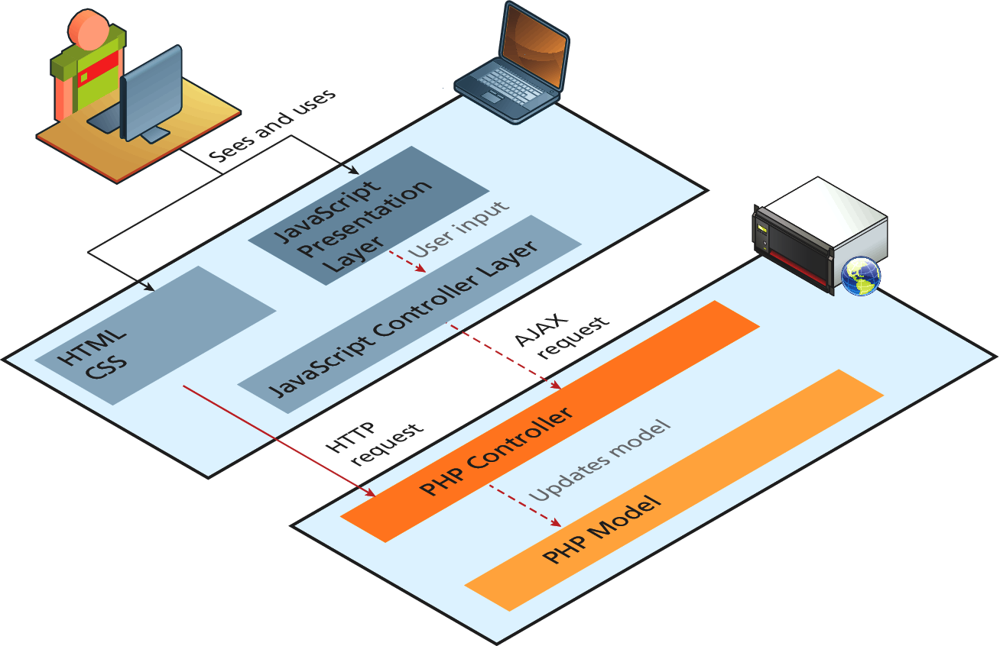 Sees and uses
JavaScript
Presentation
Layer
User input
HTML
CSS
JavaScript Controller Layer
AJAX
request
HTTP
request
PHP Controller
Updates model
PHP Model